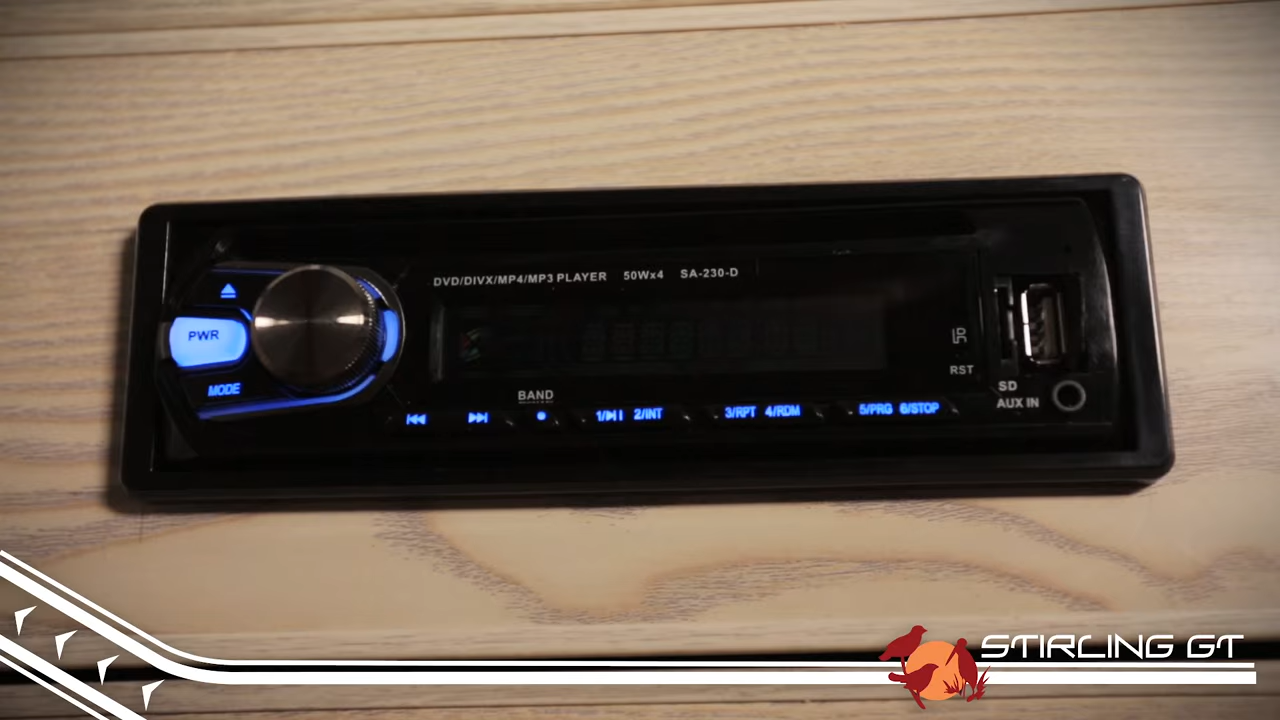 DVD/DIVX/MP4/MP3 PLAYER 50Wx4 SA-230-D
PWR
MODE
BAND
1/ 2/INT 3/RPT 4/RDM 5/PRG 6/STOP
RST
SD
AUX IN
STIRLING GT